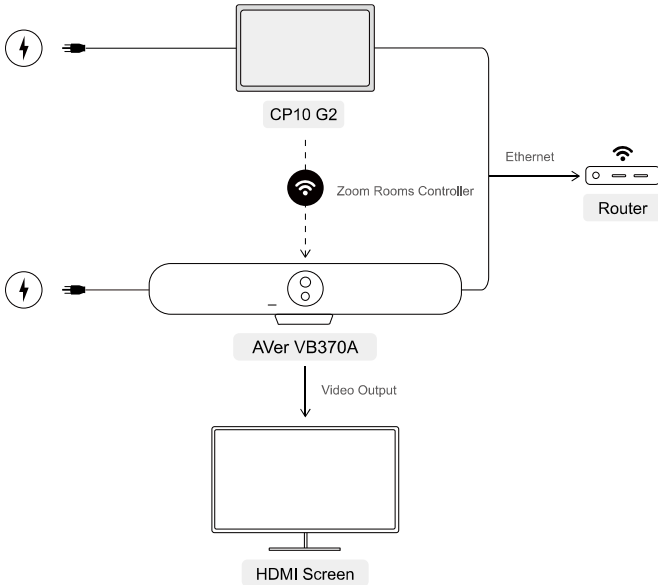 CP10 G2
Ethernet
Zoom Rooms Controller
Router
AVer VB370A
Video Output
HDMI Screen